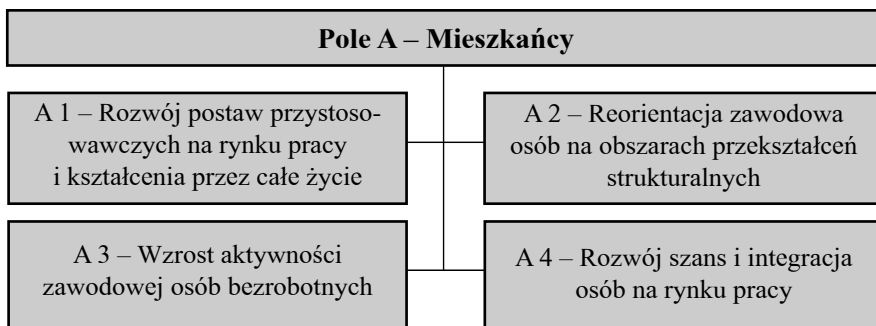 Pole A – Mieszkańcy
A 1 – Rozwój postaw przystoso-
wawczych na rynku pracy
i kształcenia przez całe życie
A 2 – Reorientacja zawodowa
osób na obszarach przekształceń
strukturalnych
A 3 – Wzrost aktywności
zawodowej osób bezrobotnych
A 4 – Rozwój szans i integracja
osób na rynku pracy